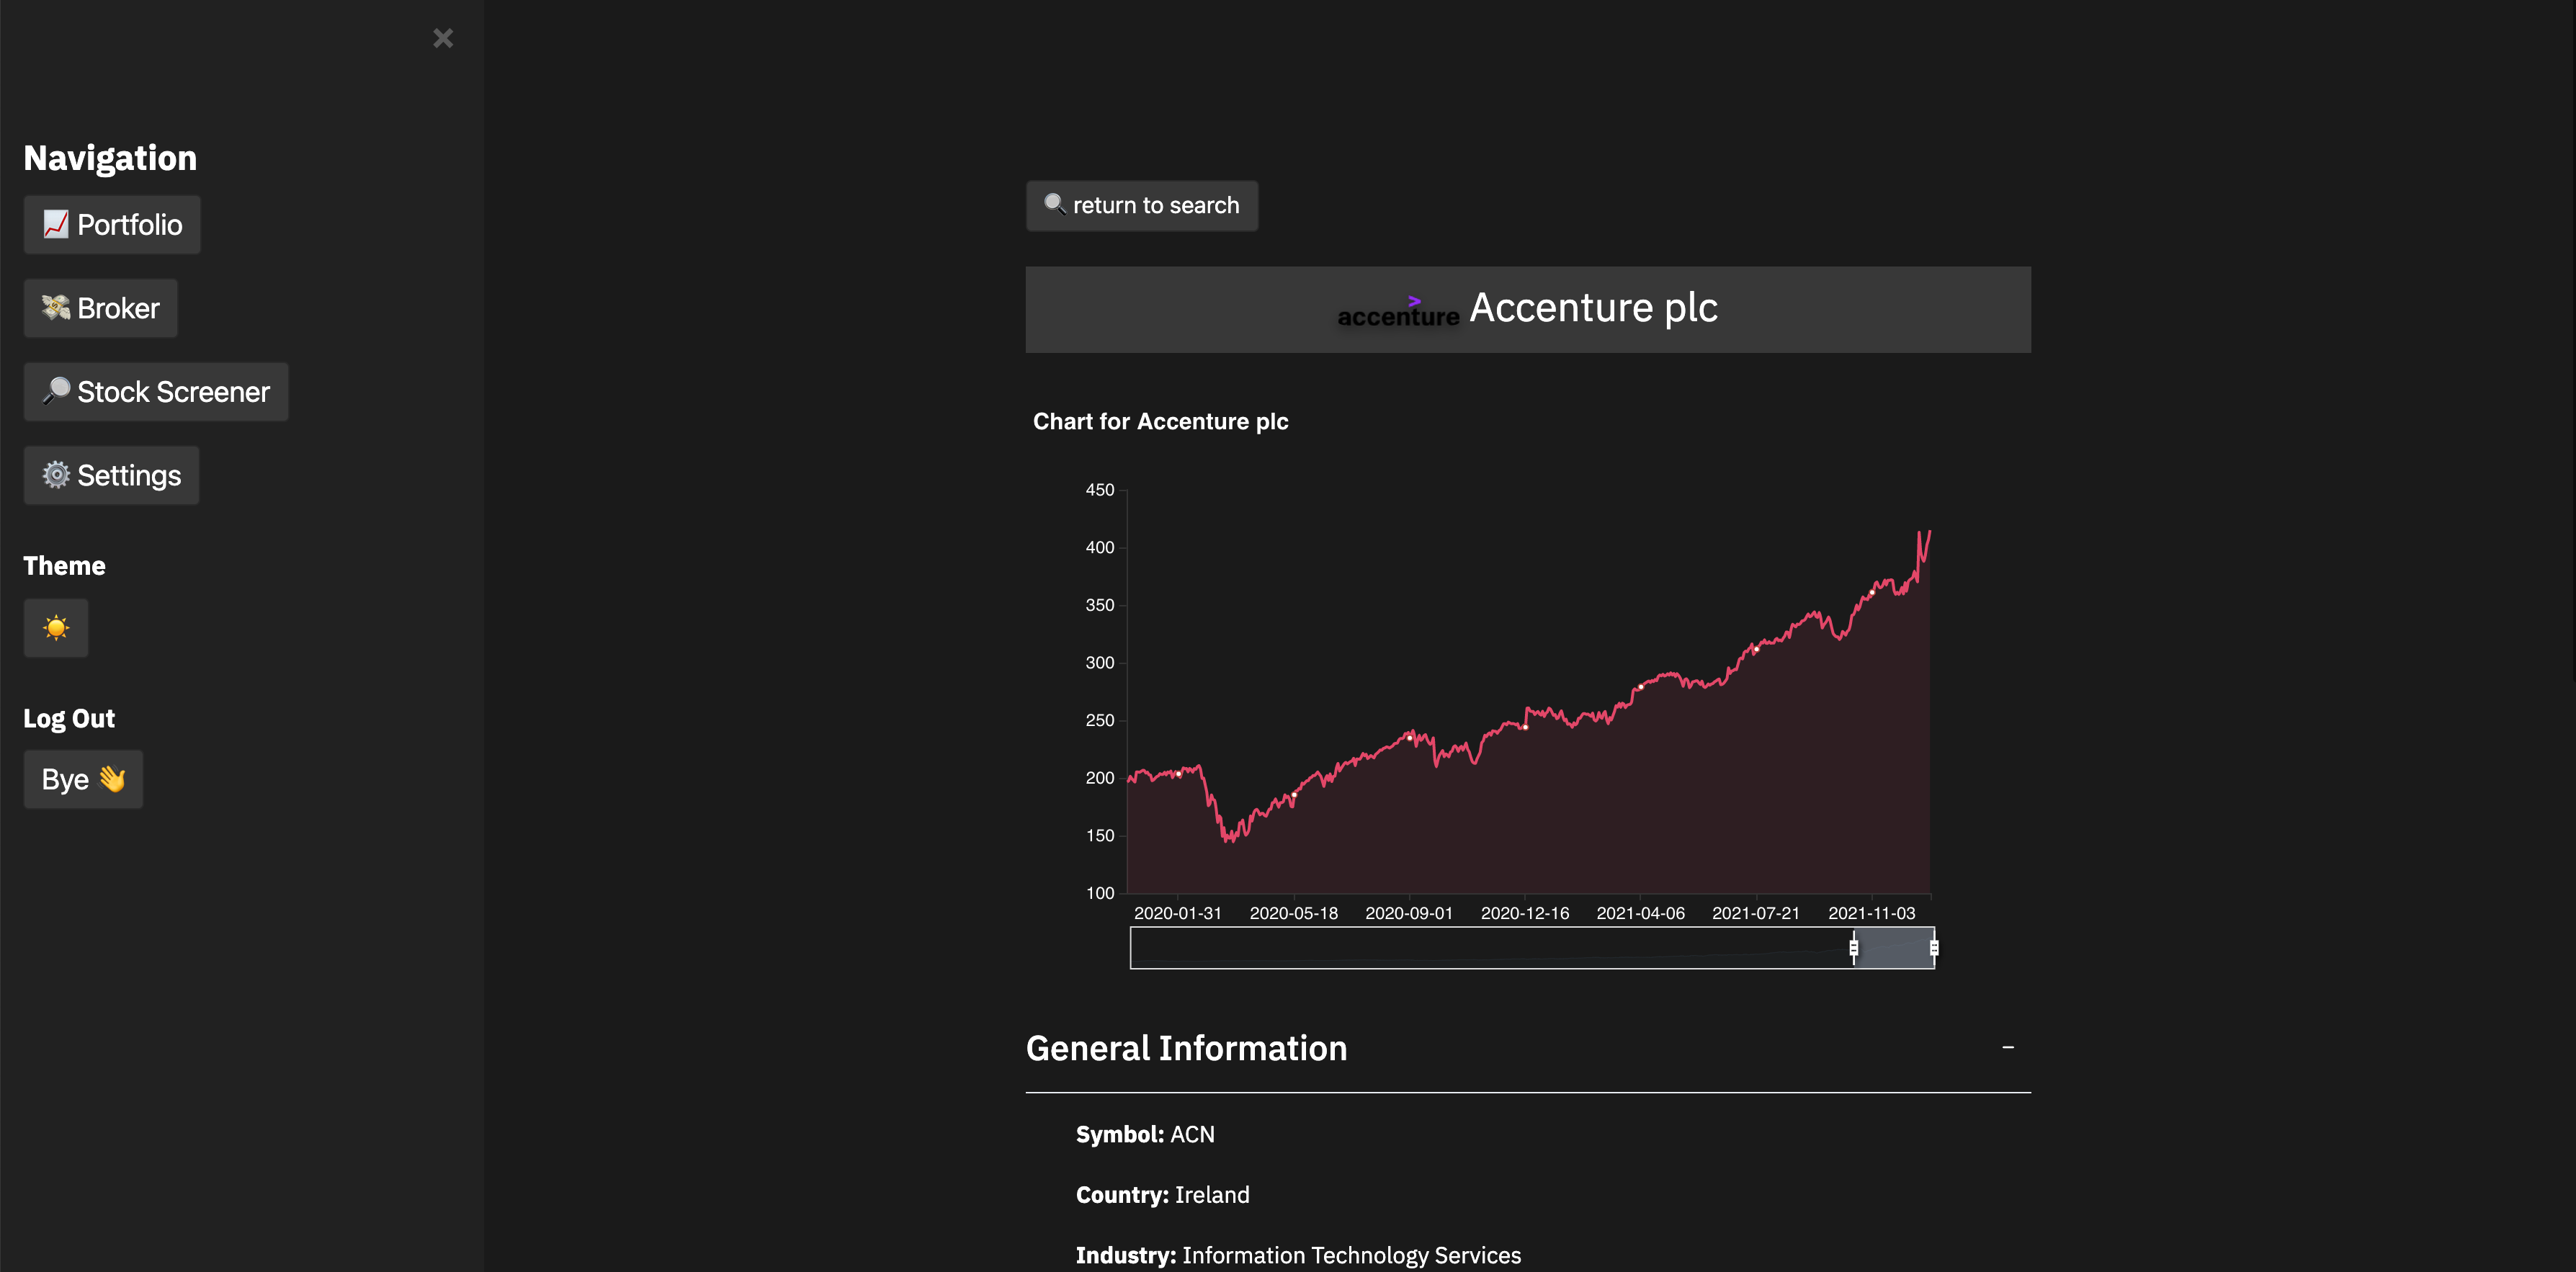 Navigation
Portfolio
Broker
Stock Screener
Settings
Theme
Log Out
Bye
return to search
> accenture Accenture plc
Chart for Accenture plc
450
400
350
300
250
200
150
100
2020-01-31 2020-05-18 2020-09-01 2020-12-16 2021-04-06 2021-07-21 2021-11-03
General Information
Symbol: ACN
Country: Ireland
Industry: Information Technology Services